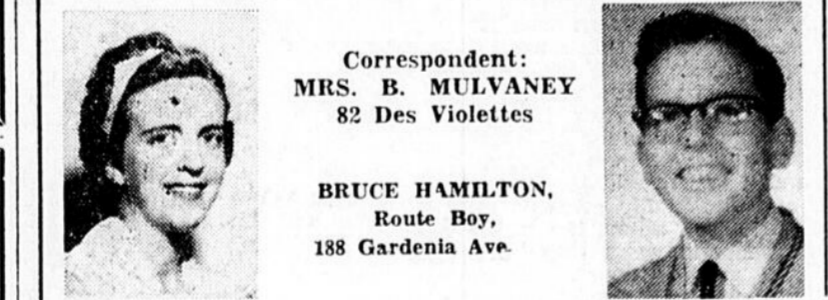 Correspondent:
MRS. B. MULVANEY
82 Des Violettes
BRUCE HAMILTON,
Route Boy,
188 Gardenia Ave.